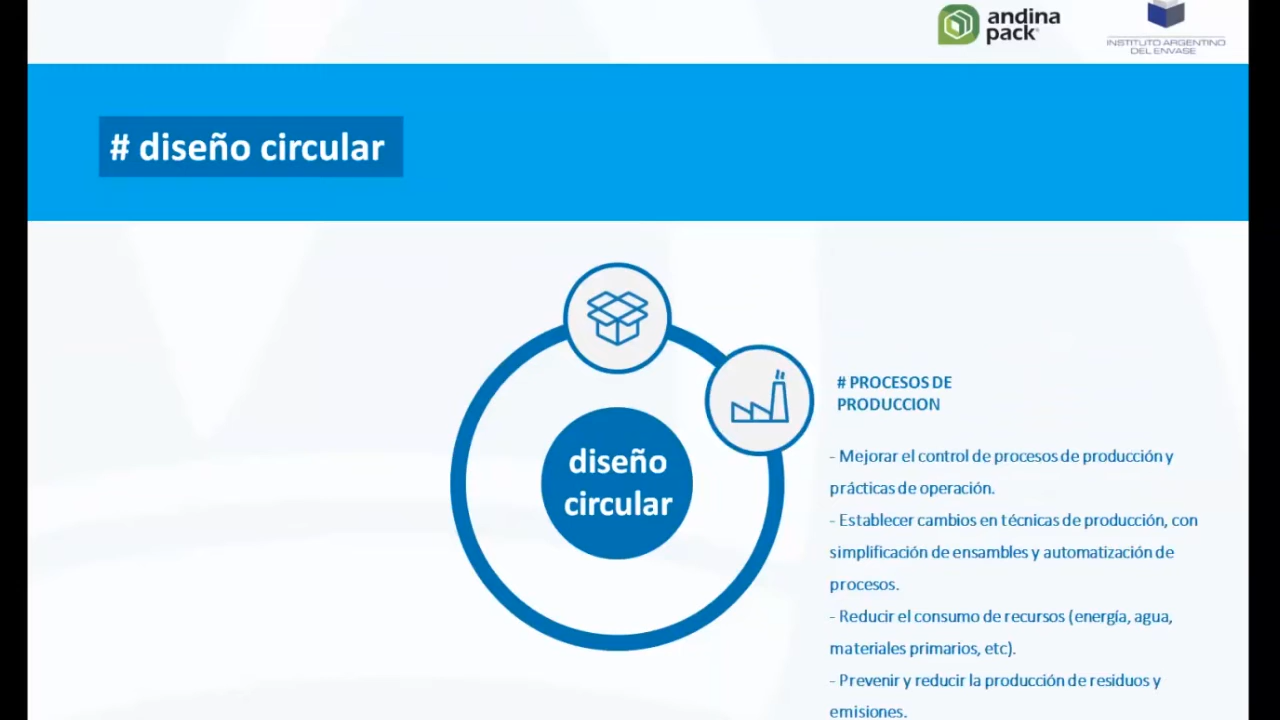 andina
pack
INSTITUTO ARGENTINO
DEL ENVASE
# diseño circular
diseño
circular
# PROCESOS DE
PRODUCCION
- Mejorar el control de procesos de producción y
prácticas de operación.
- Establecer cambios en técnicas de producción, con
simplificación de ensambles y automatización de
procesos.
- Reducir el consumo de recursos (energía, agua,
materiales primarios, etc).
- Prevenir y reducir la producción de residuos y
emisiones.